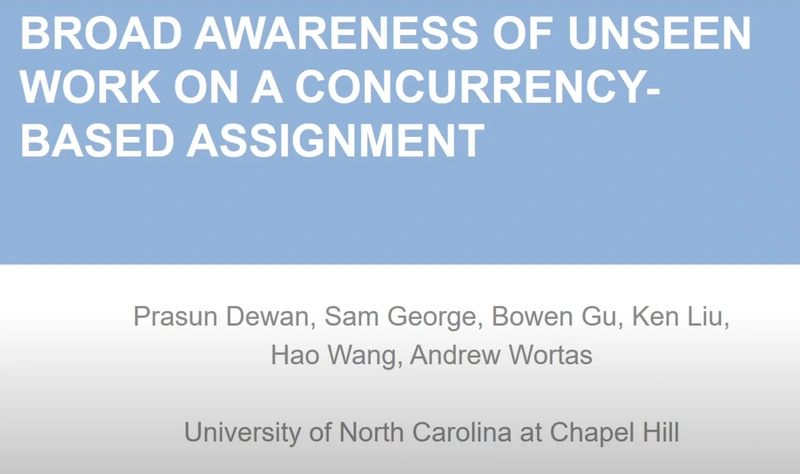 BROAD AWARENESS OF UNSEEN
WORK ON A CONCURRENCY-
BASED ASSIGNMENT
Prasun Dewan, Sam George, Bowen Gu, Ken Liu,
Hao Wang, Andrew Wortas
University of North Carolina at Chapel Hill